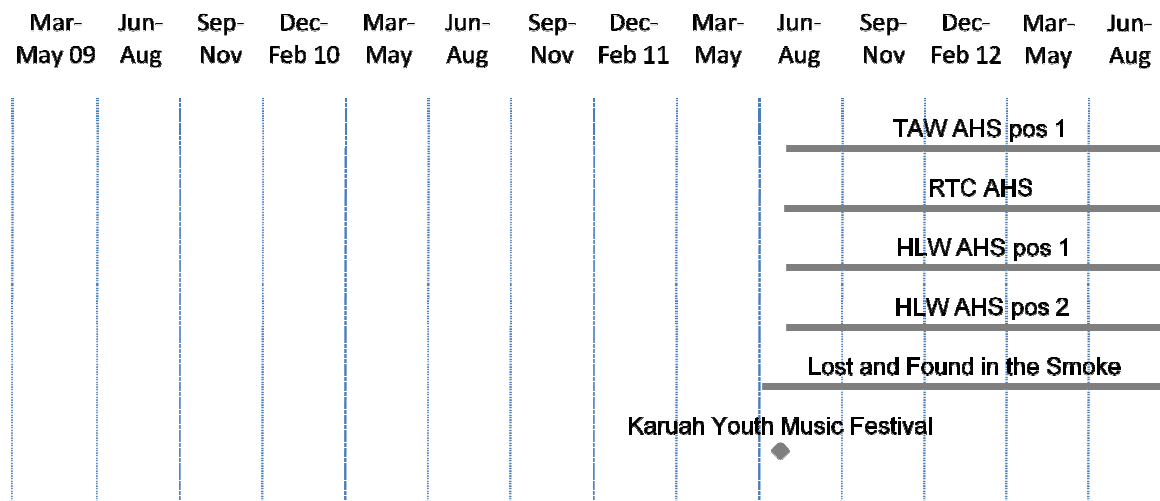 Mar- Jun- Sep- Dec- Mar- Jun- Sep- Dec- Mar- Jun- Sep- Dec- Mar- Jun-
May 09 Aug Nov Feb 10 May Aug Nov Feb 11 May Aug Nov Feb 12 May Aug
TAW AHS pos 1
RTC AHS
HLW AHS pos 1
HLW AHS pos 2
Lost and Found in the Smoke
Karuah Youth Music Festival